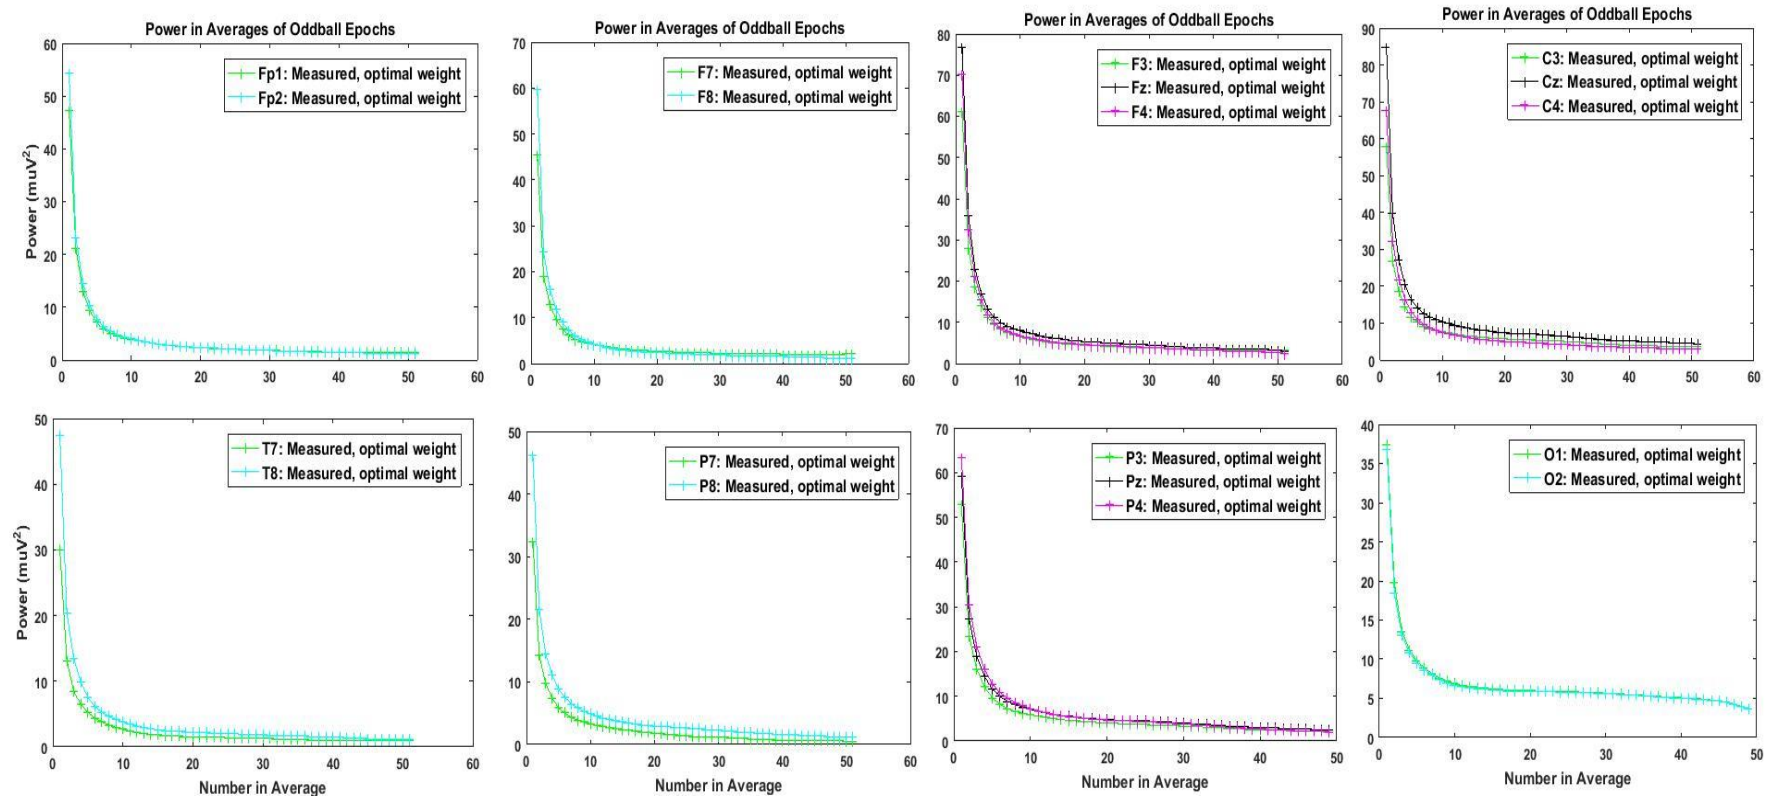 Power in Averages of Oddball Epochs
Power (muV²)
60
50
40
30
20
10
0
0 10 20 30 40 50 60
Fp1: Measured, optimal weight
Fp2: Measured, optimal weight
Power in Averages of Oddball Epochs
70
60
50
40
30
20
10
0
0 10 20 30 40 50 60
F7: Measured, optimal weight
F8: Measured, optimal weight
Power in Averages of Oddball Epochs
80
70
60
50
40
30
20
10
0
0 10 20 30 40 50 60
F3: Measured, optimal weight
Fz: Measured, optimal weight
F4: Measured, optimal weight
Power in Averages of Oddball Epochs
90
80
70
60
50
40
30
20
10
0
0 10 20 30 40 50 60
C3: Measured, optimal weight
Cz: Measured, optimal weight
C4: Measured, optimal weight
Power (muV²)
50
40
30
20
10
0
0 10 20 30 40 50 60
Number in Average
T7: Measured, optimal weight
T8: Measured, optimal weight
50
40
30
20
10
0
0 10 20 30 40 50 60
Number in Average
P7: Measured, optimal weight
P8: Measured, optimal weight
70
60
50
40
30
20
10
0
0 10 20 30 40 50
Number in Average
P3: Measured, optimal weight
Pz: Measured, optimal weight
P4: Measured, optimal weight
40
35
30
25
20
15
10
5
0
0 10 20 30 40 50
Number in Average
O1: Measured, optimal weight
O2: Measured, optimal weight